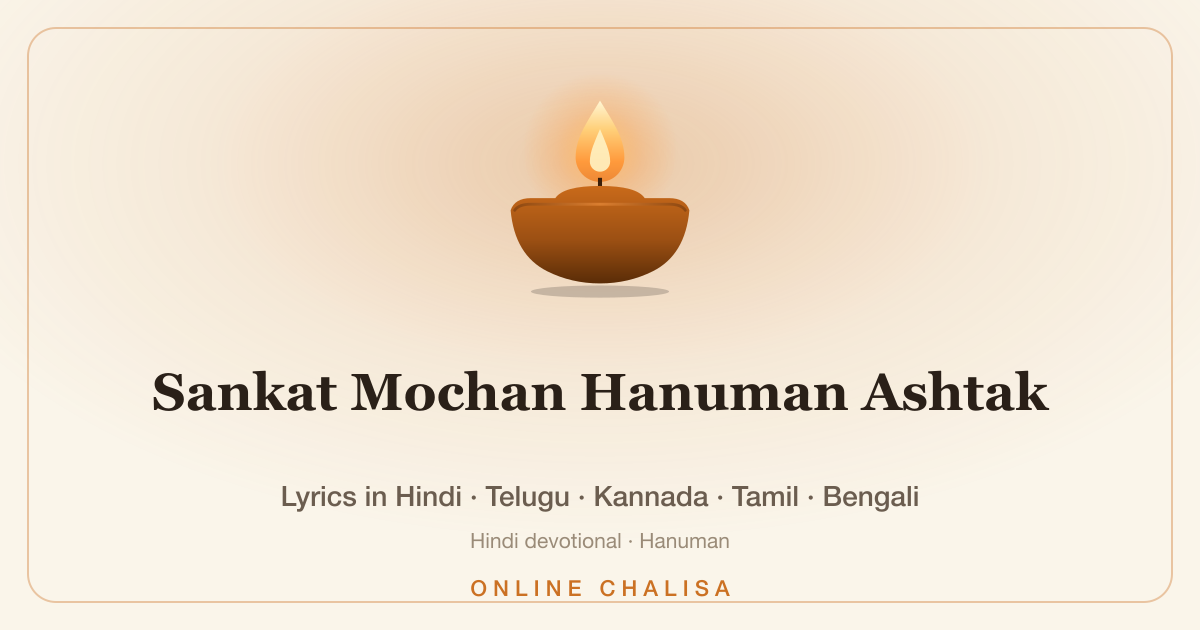 Sankat Mochan Hanuman Ashtak
Lyrics in Hindi · Telugu · Kannada · Tamil · Bengali
Hindi devotional · Hanuman
ONLINE CHALISA